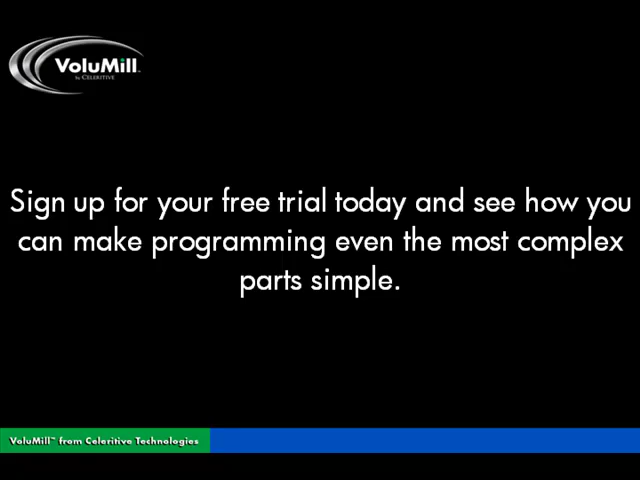 VoluMill™
by Celeritive
Sign up for your free trial today and see how you
can make programming even the most complex
parts simple.
VoluMill™ from Celeritive Technologies